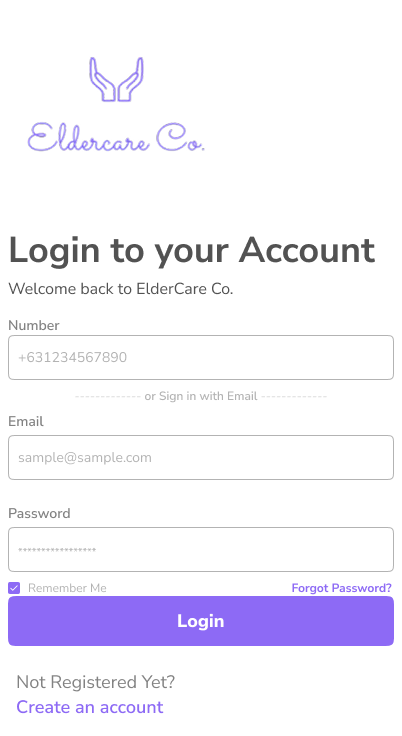 Eldercare Co.
Login to your Account
Welcome back to ElderCare Co.
Number
+631234567890
------------- or Sign in with Email -------------
Email
sample@sample.com
Password
•••••••••••••••••
Remember Me Forgot Password?
Login
Not Registered Yet?
Create an account